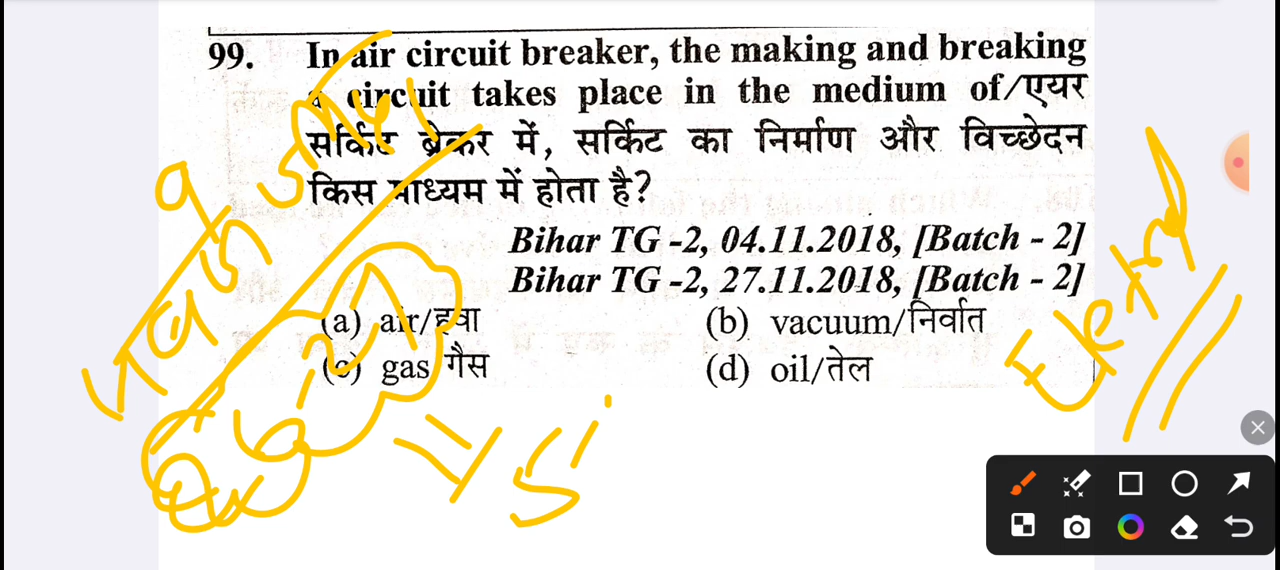 99. In air circuit breaker, the making and breaking
circuit takes place in the medium of/एयर
सर्किट ब्रेकर में, सर्किट का निर्माण और विच्छेदन
किस माध्यम में होता है?
Bihar TG -2, 04.11.2018, [Batch - 2]
Bihar TG -2, 27.11.2018, [Batch - 2]
(a) air/हवा (b) vacuum/निर्वात
(c) gas/गैस (d) oil/तेल